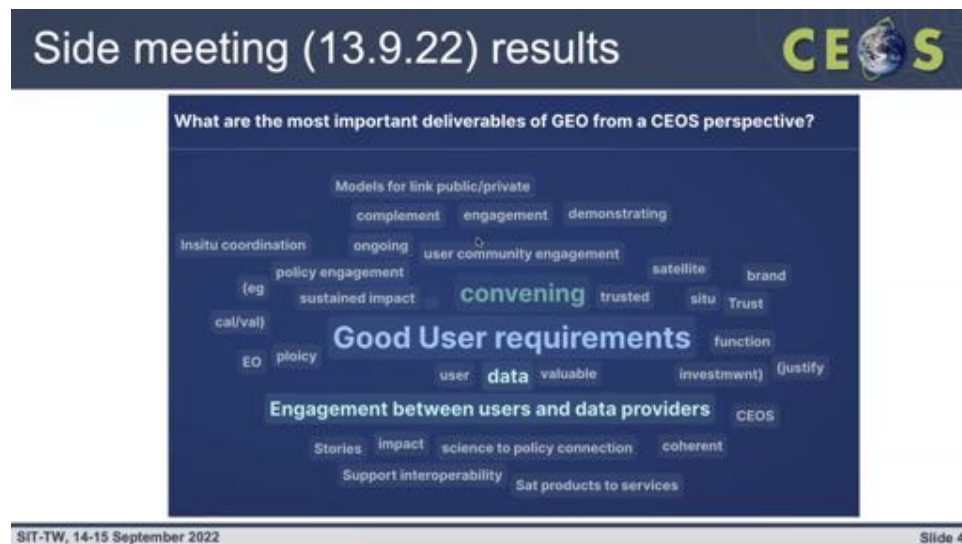 Side meeting (13.9.22) results
CEOS
What are the most important deliverables of GEO from a CEOS perspective?
Models for link public/private
complement engagement demonstrating
Insitu coordination ongoing user community engagement
policy engagement satellite brand
(eg sustained impact convening trusted situ Trust
cal/val) Good User requirements function
EO ploicy
user data valuable investmwnt) (justify
Engagement between users and data providers CEOS
Stories impact science to policy connection coherent
Support interoperability Sat products to services
SIT-TW, 14-15 September 2022 Slide 4